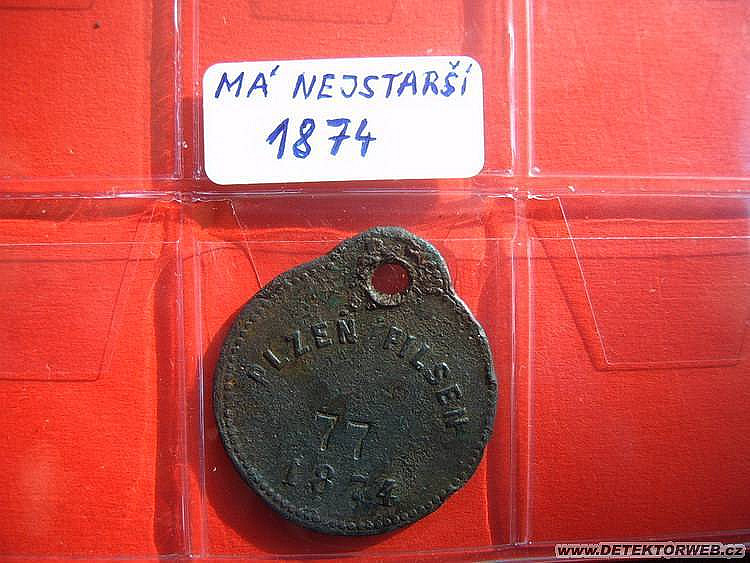 MÁ NEJSTARŠÍ
1874
PLZEŇ PILSEN
77
1874
www.DETEKTORWEB.cz